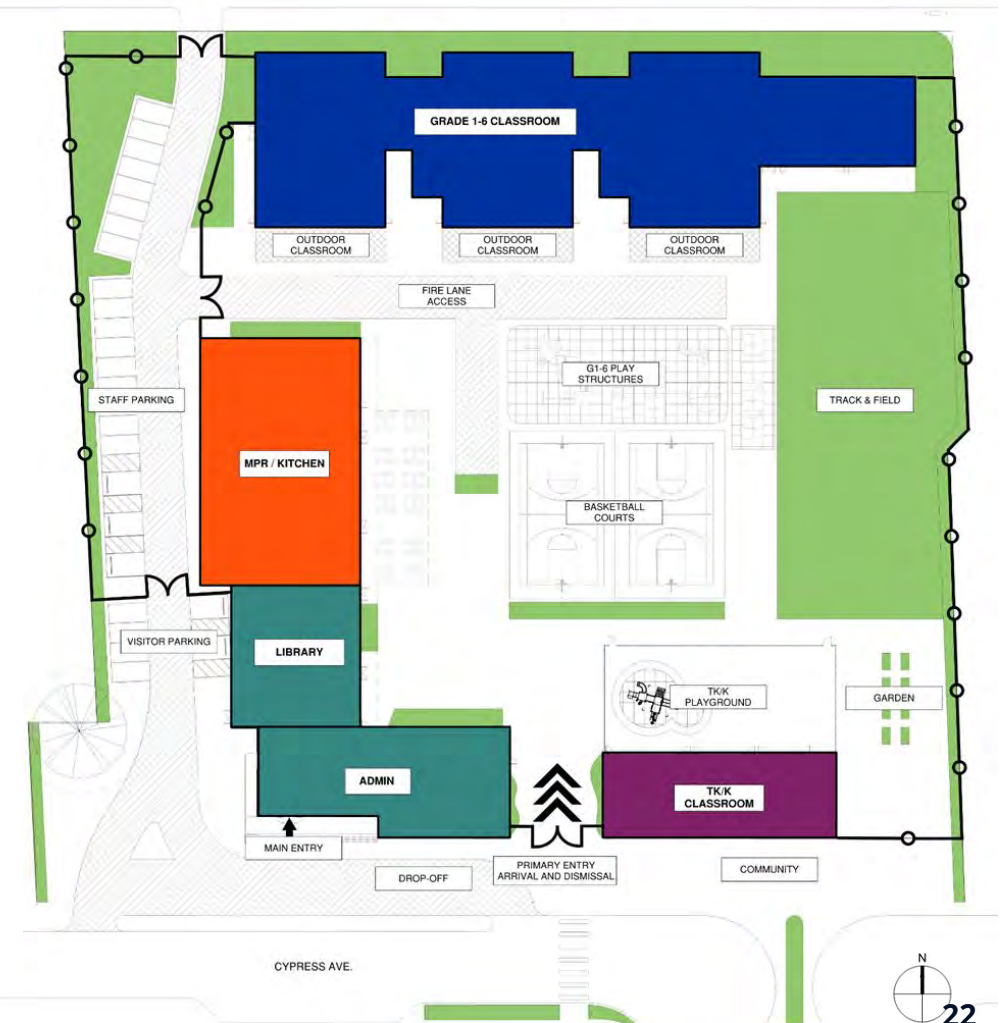 GRADE 1-6 CLASSROOM
OUTDOOR
CLASSROOM
OUTDOOR
CLASSROOM
OUTDOOR
CLASSROOM
FIRE LANE
ACCESS
G1-6 PLAY
STRUCTURES
STAFF PARKING
TRACK & FIELD
MPR / KITCHEN
BASKETBALL
COURTS
VISITOR PARKING
LIBRARY
TK/K
PLAYGROUND
GARDEN
ADMIN
TK/K
CLASSROOM
MAIN ENTRY
PRIMARY ENTRY
ARRIVAL AND DISMISSAL
DROP-OFF
COMMUNITY
CYPRESS AVE.
N
22